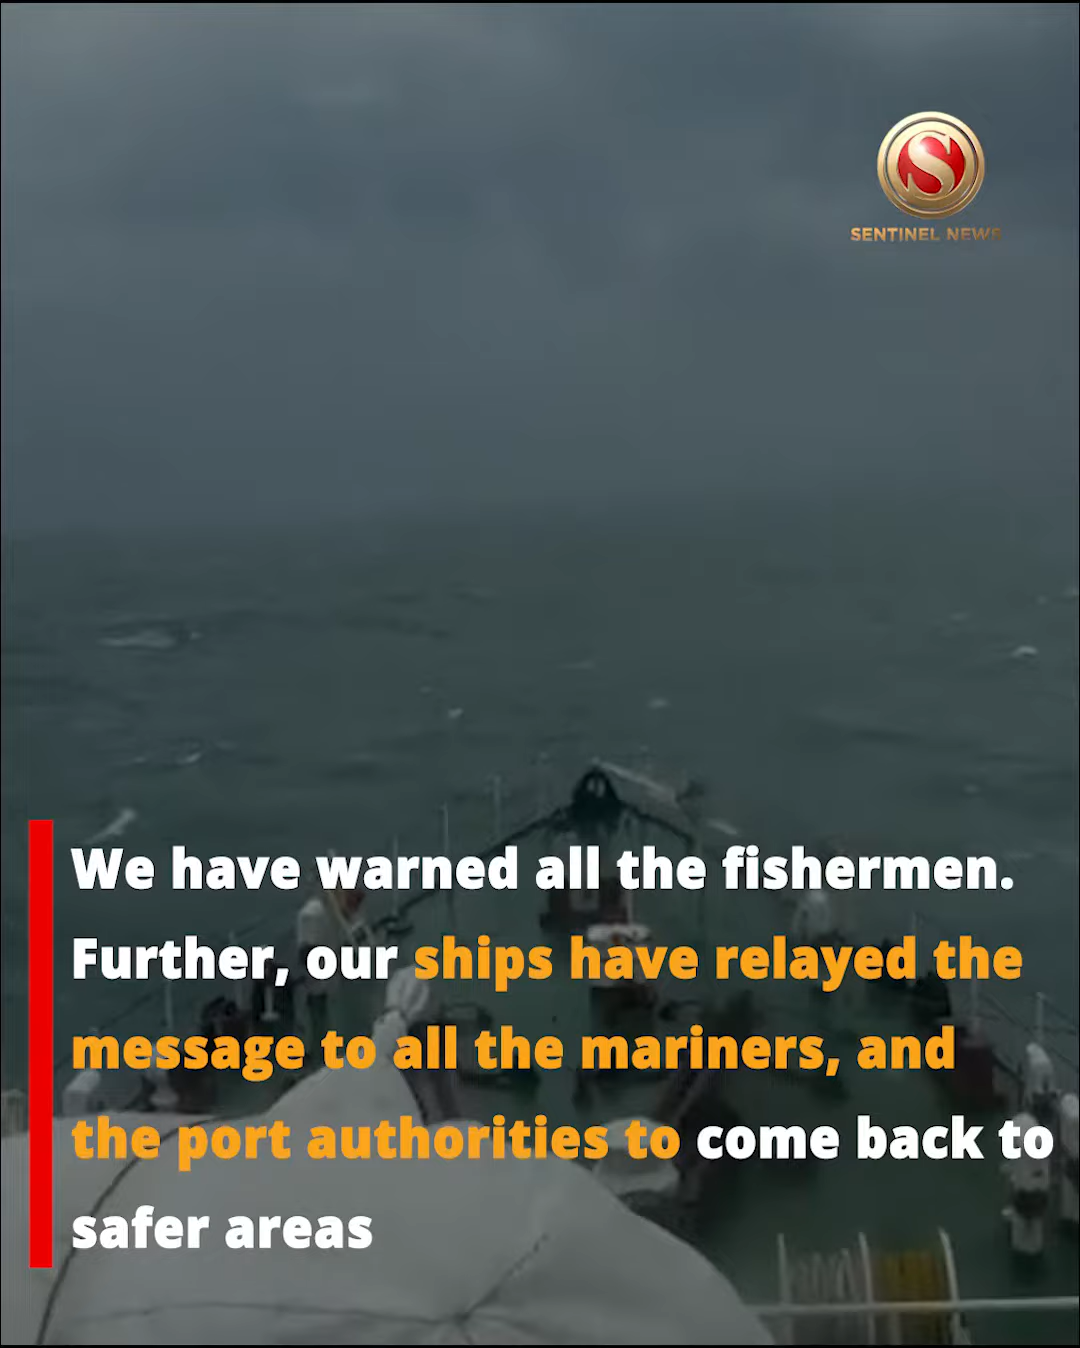 S
SENTINEL NEWS
We have warned all the fishermen.
Further, our ships have relayed the
message to all the mariners, and
the port authorities to come back to
safer areas